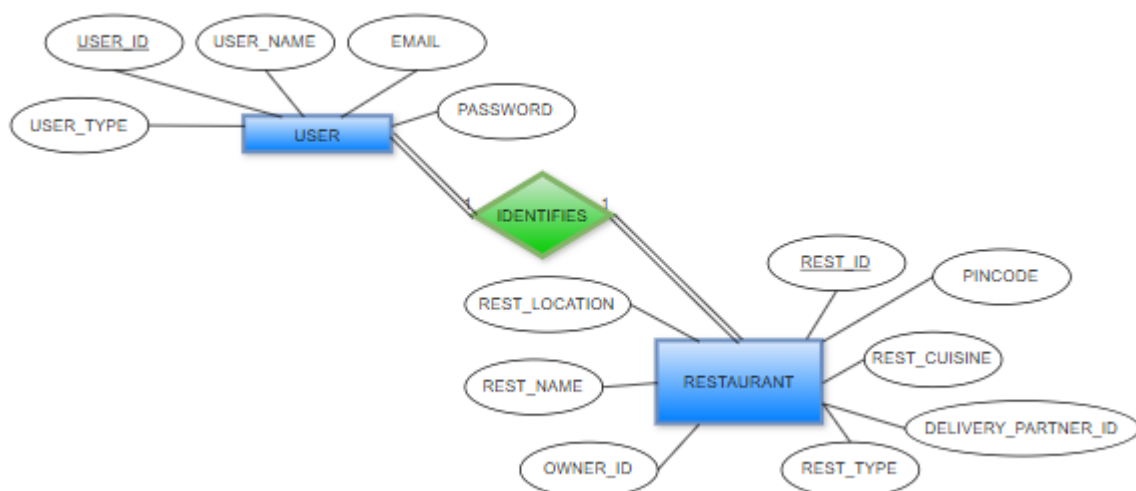 USER_ID
USER_NAME
EMAIL
USER_TYPE
PASSWORD
USER
1
IDENTIFIES
1
REST_ID
PINCODE
REST_LOCATION
REST_CUISINE
REST_NAME
RESTAURANT
DELIVERY_PARTNER_ID
OWNER_ID
REST_TYPE